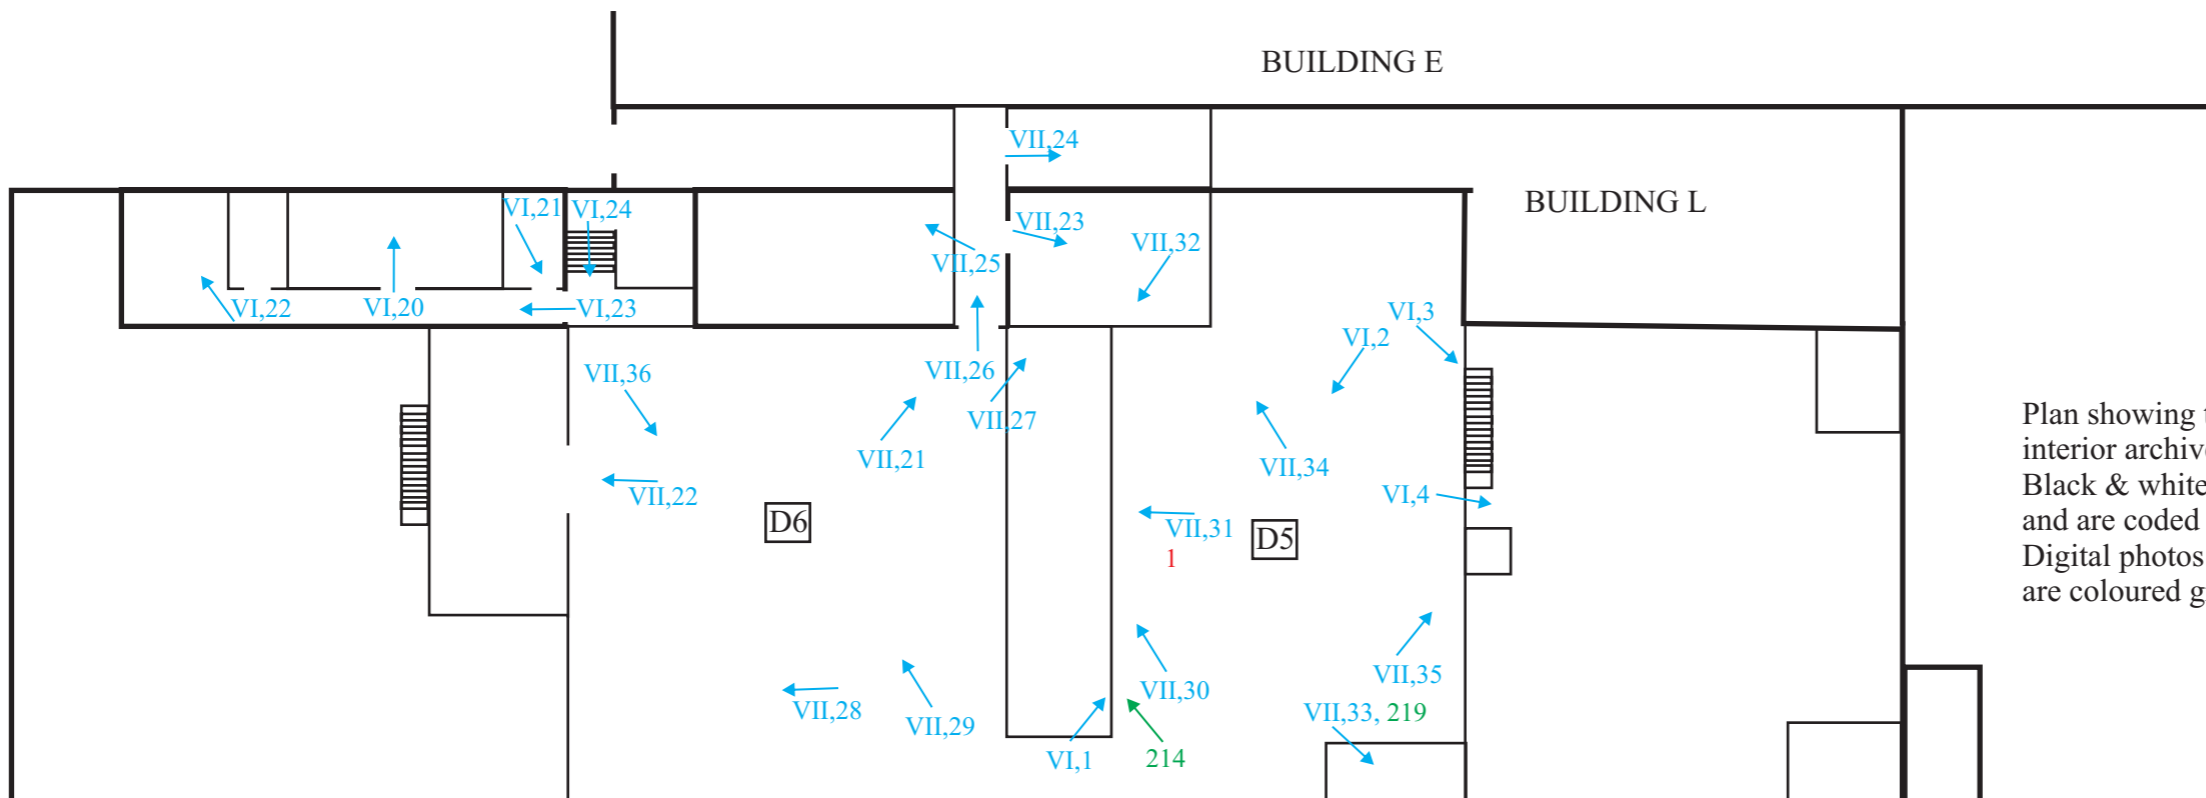 BUILDING E
VII,24
BUILDING L
VI,21
VI,24
VII,23
VII,32
VII,25
VI,22
VI,20
VI,23
VI,3
VI,2
VII,36
VII,26
VII,27
VII,21
VII,34
VII,22
VI,4
D6
VII,31
D5
1
VII,35
VII,30
VII,28
VII,29
VII,33, 219
VI,1
214
Plan showing
interior
Black & white
and are coded
Digital photos
are coloured